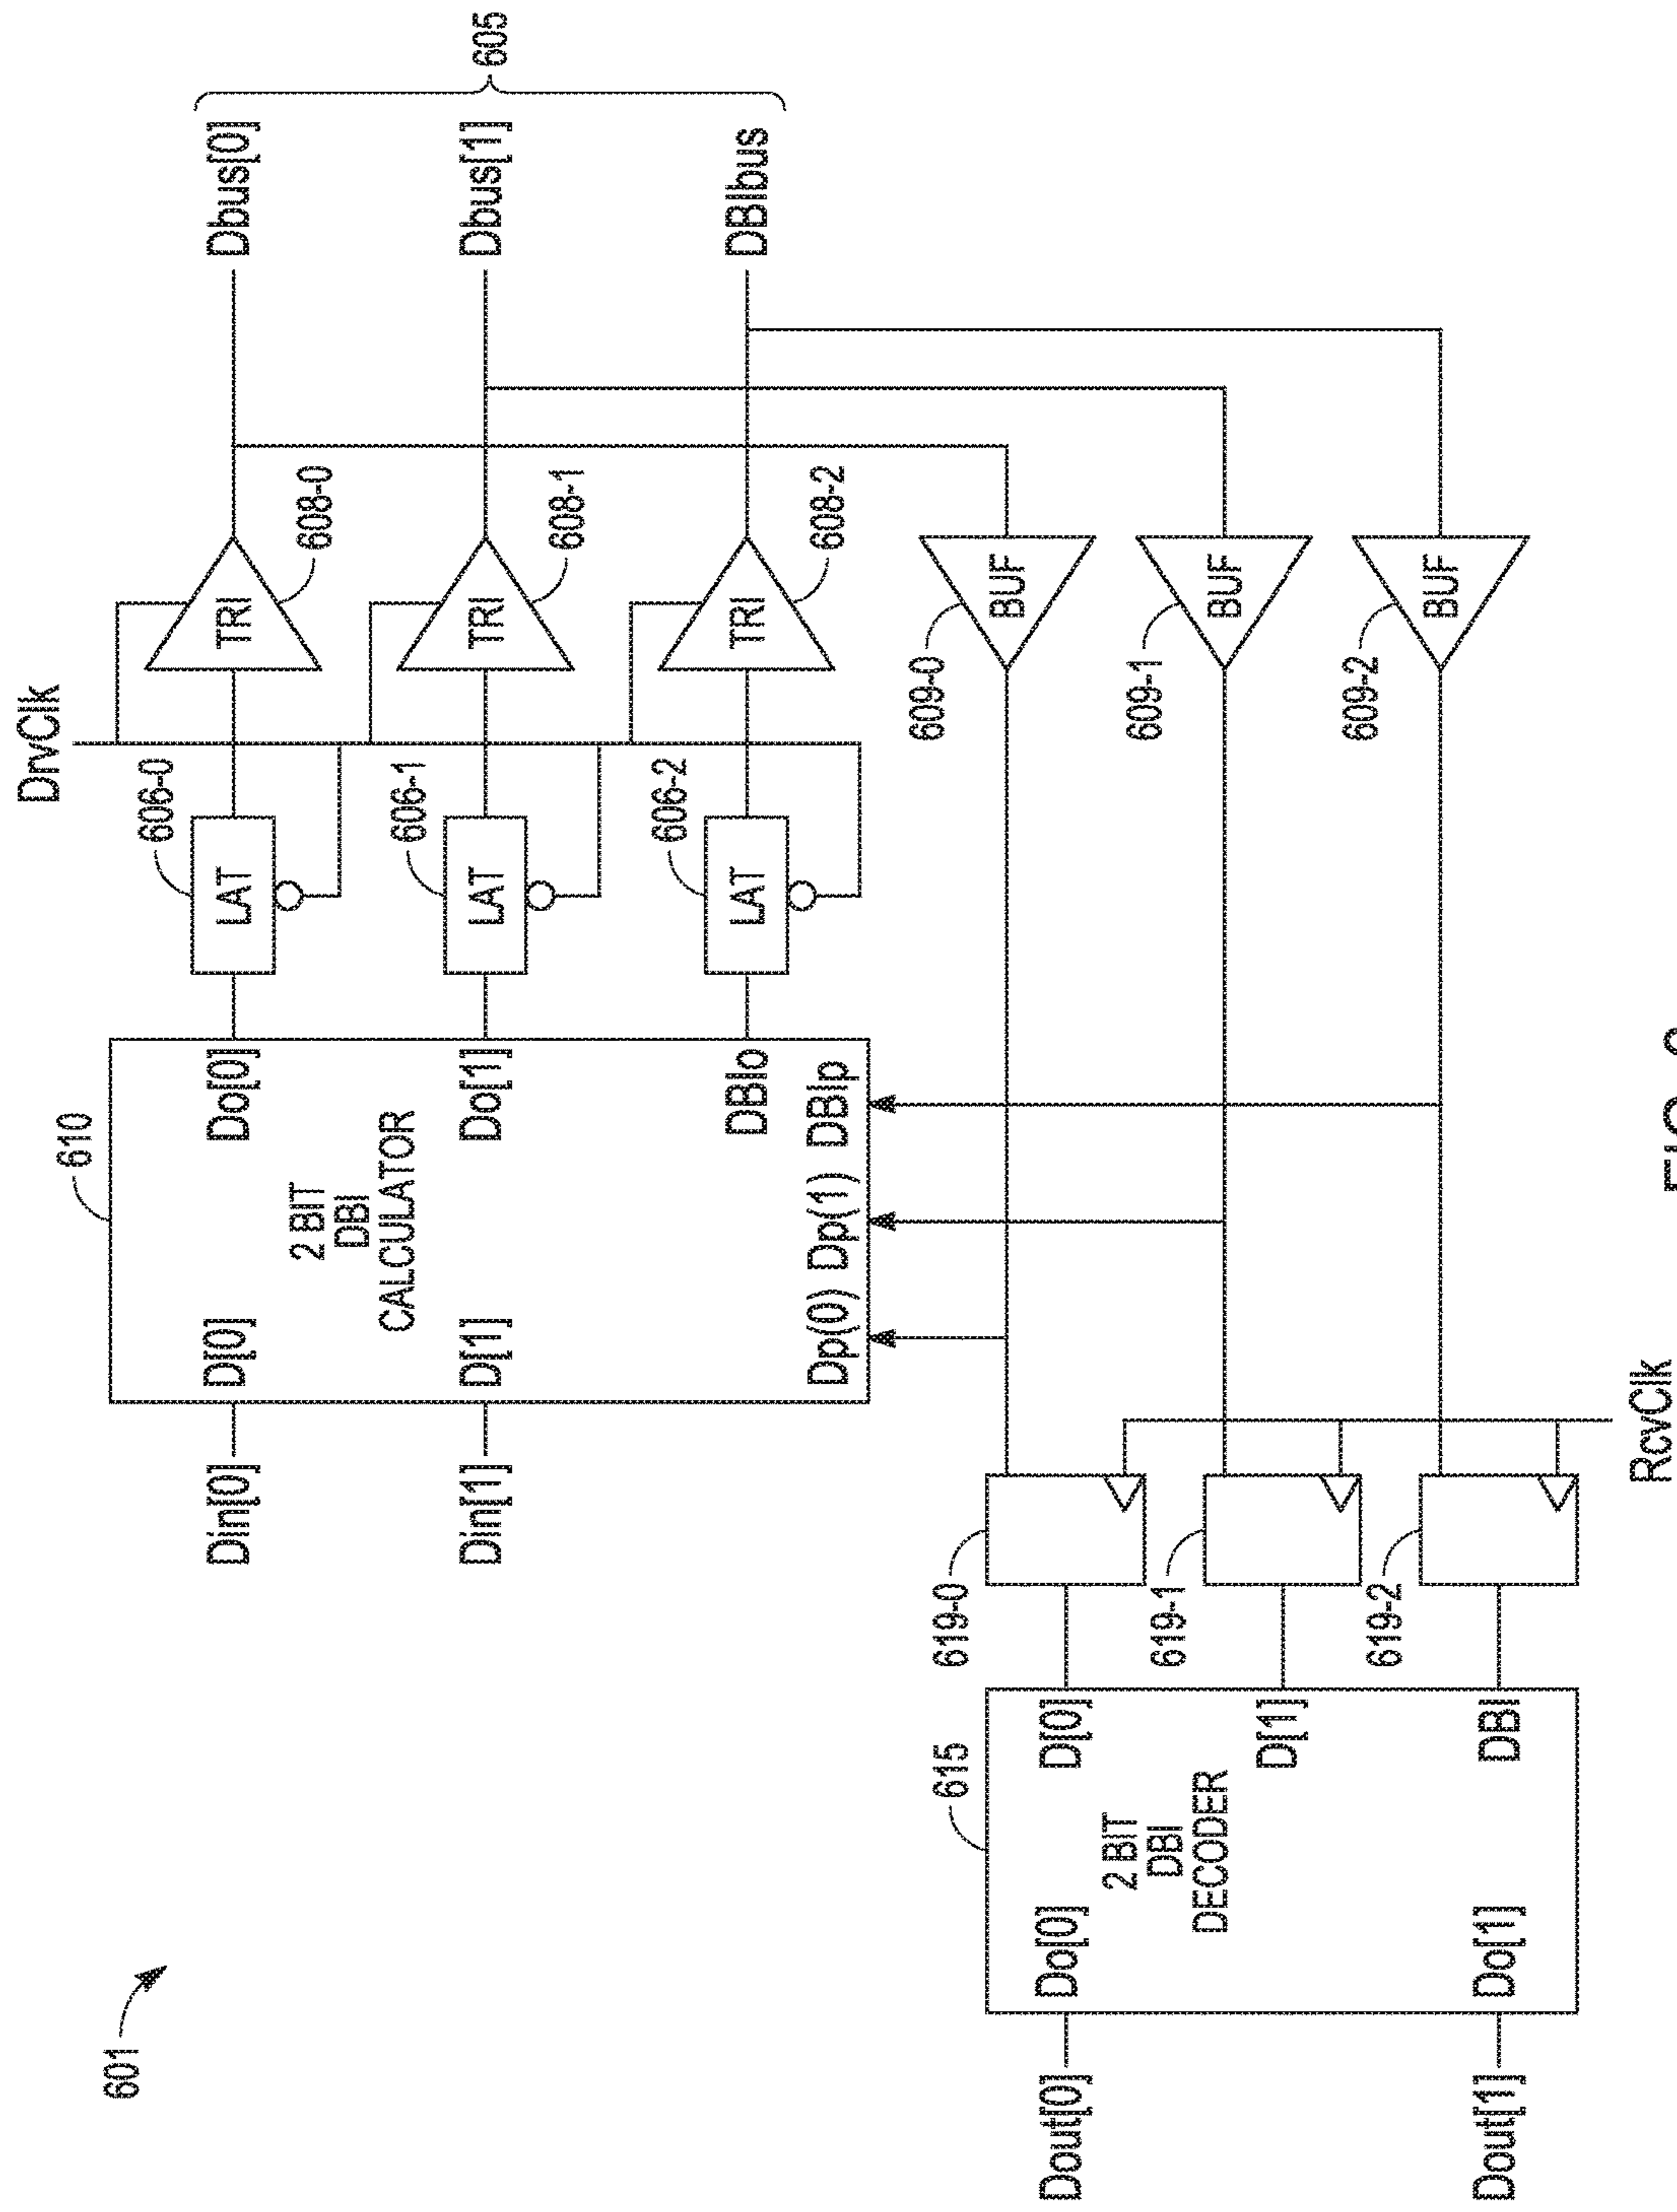 601
610
DrvClk
606-0
608-0
Din[0]
D[0]
Do[0]
LAT
TRI
Dbus[0]
2 BIT
DBI
CALCULATOR
606-1
608-1
Din[1]
D[1]
Do[1]
LAT
TRI
Dbus[1]
605
606-2
608-2
DBIo
LAT
TRI
DBIbus
Dp(0) Dp(1) DBIp
609-0
BUF
609-1
BUF
609-2
BUF
615
619-0
Dout[0]
Do[0]
D[0]
2 BIT
DBI
DECODER
619-1
D[1]
619-2
Dout[1]
Do[1]
DBI
RcvClk